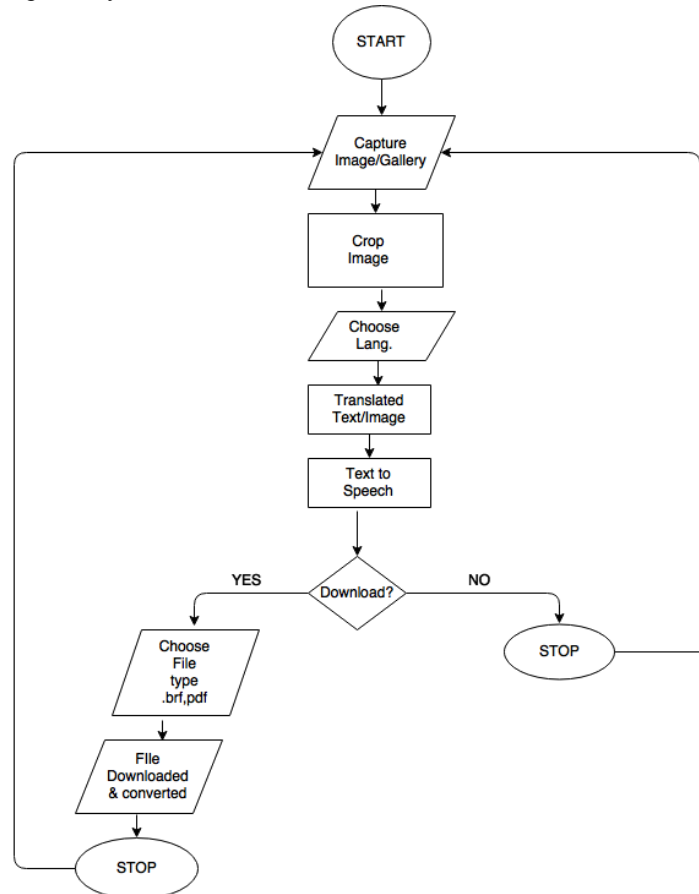 START
Capture
Image/Gallery
Crop
Image
Choose
Lang.
Translated
Text/Image
Text to
Speech
Download?
YES
NO
Choose
File
type
.brf,pdf
STOP
FIle
Downloaded
& converted
STOP